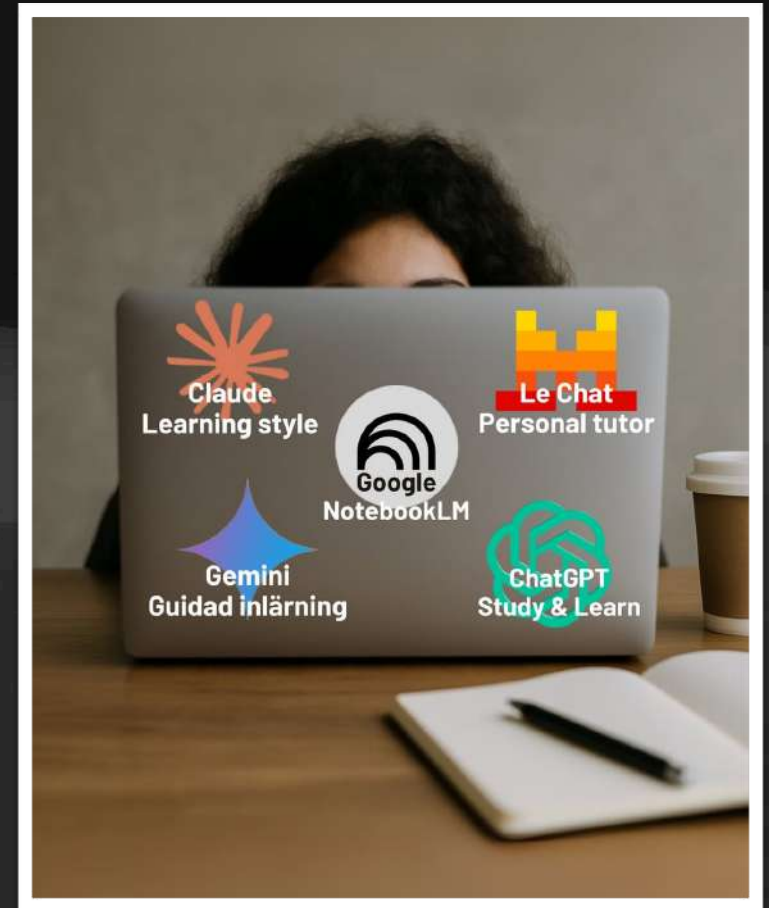 Claude
Learning style
Le Chat
Personal tutor
Google
NotebookLM
Gemini
Guidad inlärning
ChatGPT
Study & Learn